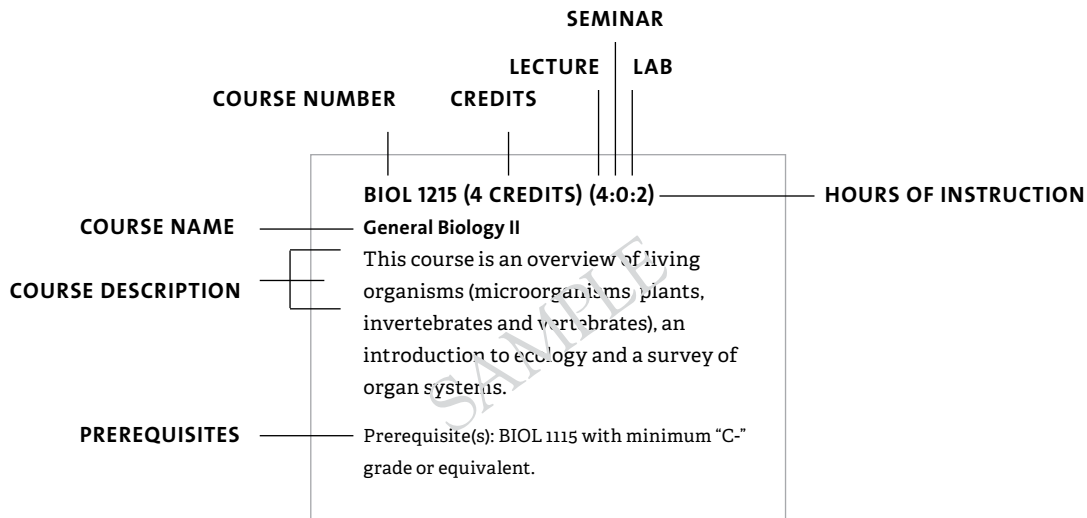 SEMINAR
LECTURE LAB
COURSE NUMBER CREDITS
BIOL 1215 (4 CREDITS) (4:0:2) HOURS OF INSTRUCTION
COURSE NAME General Biology II
This course is an overview of living
COURSE DESCRIPTION organisms (microorganisms, plants,
invertebrates and vertebrates), an
introduction to ecology and a survey of
organ systems.
SAMPLE
PREREQUISITES Prerequisite(s): BIOL 1115 with minimum “C-”
grade or equivalent.